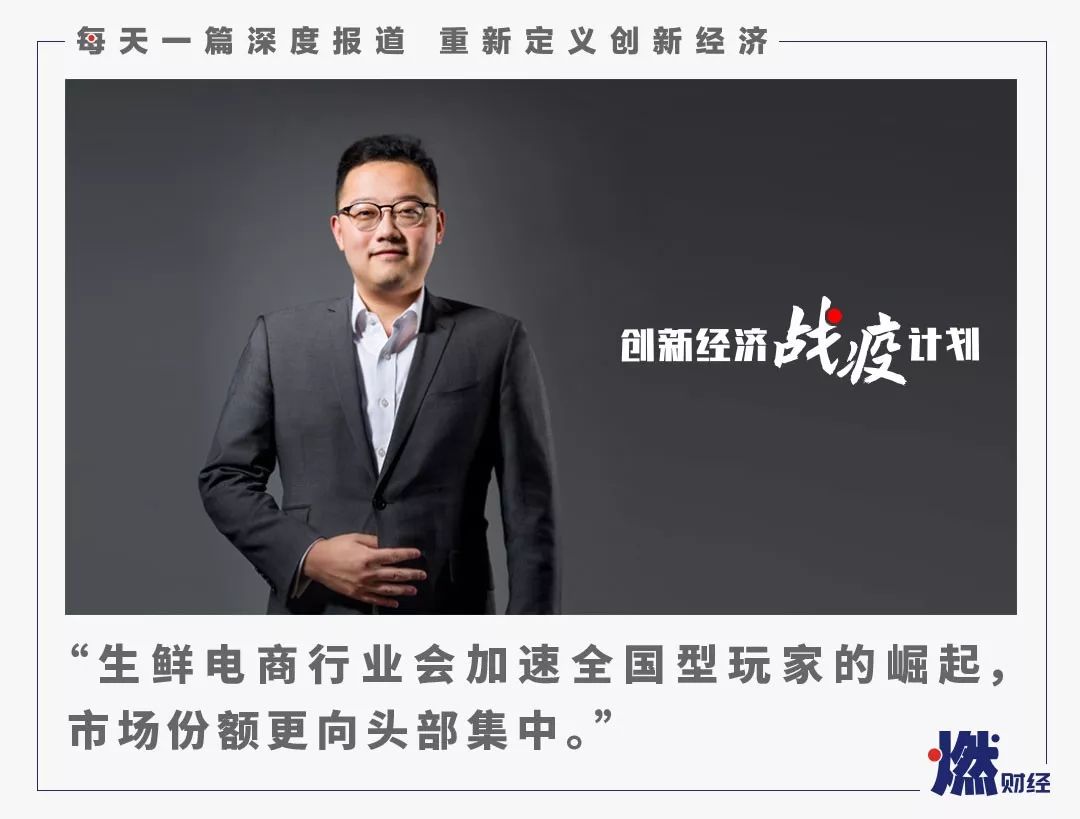 每天一篇深度报道 重新定义创新经济
创新经济战疫计划
“生鲜电商行业会加速全国型玩家的崛起，
市场份额更向头部集中。”
燃财经